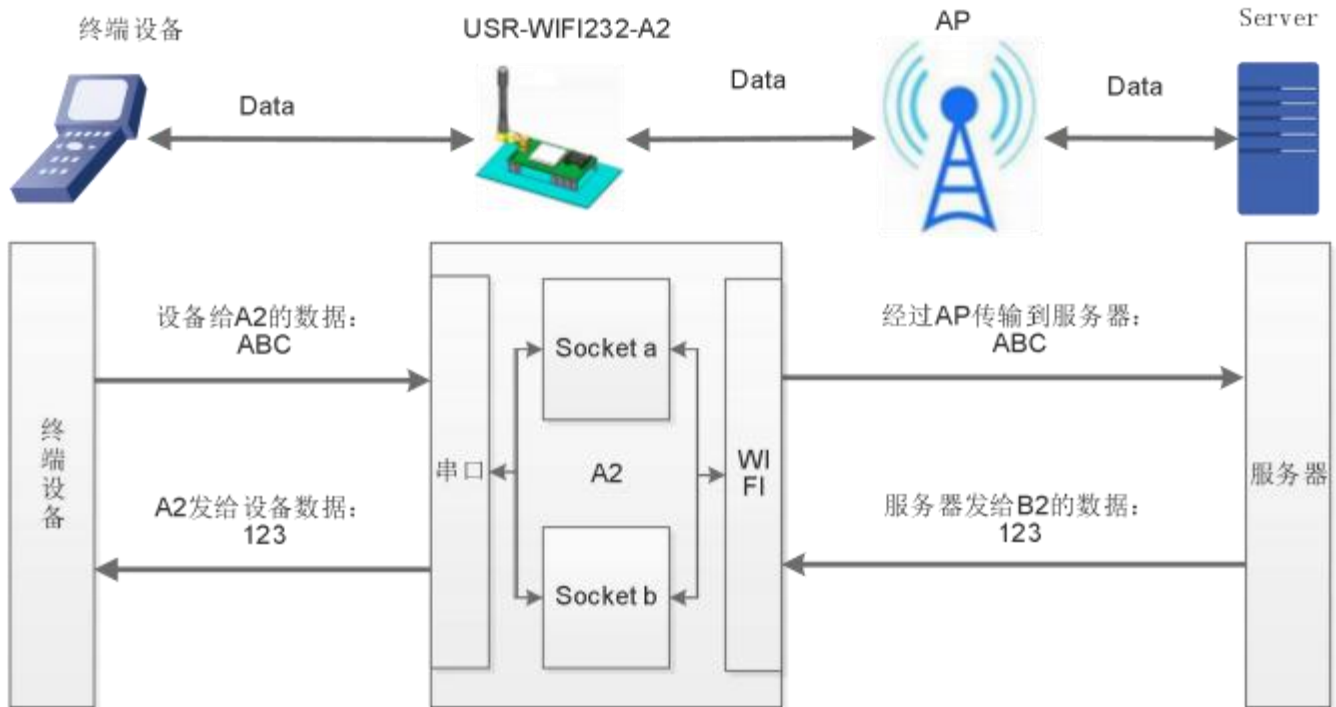 终端设备
USR-WIFI232-A2
AP
Server
Data
Data
Data
设备给A2的数据：
ABC
经过AP传输到服务器：
ABC
Socket a
终端设备
串口
A2
WI
FI
服务器
A2发给设备数据：
123
服务器发给B2的数据：
123
Socket b